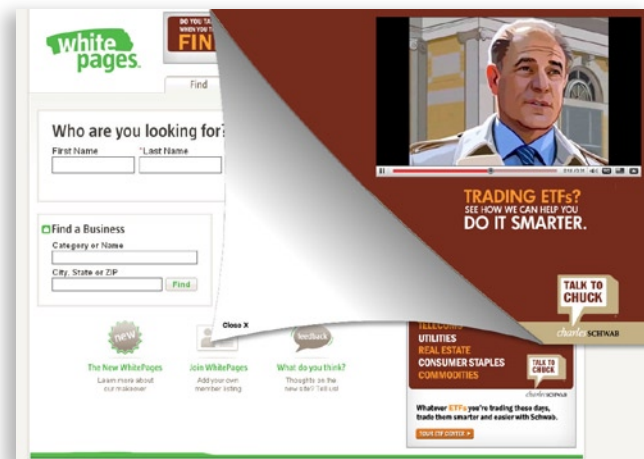 white
pages.
DO YOU TA
WHEN YOU T
FIN
Find
Who are you looking for?
First Name
*Last Name
Find a Business
Category or Name
City, State or ZIP
Find
Close X
new
feedback
The New WhitePages
Learn more about
our makeover
Join WhitePages
Add your own
member listing
What do you think?
Thoughts on the
new site? Tell us!
TRADING ETFs?
SEE HOW WE CAN HELP YOU
DO IT SMARTER.
TALK TO
CHUCK
charles SCHWAB
TELECOMS
UTILITIES
REAL ESTATE
CONSUMER STAPLES
COMMODITIES
TALK TO
CHUCK
charles SCHWAB
Whatever ETFs you're trading these days,
trade them smarter and easier with Schwab.
YOUR ETF CENTER